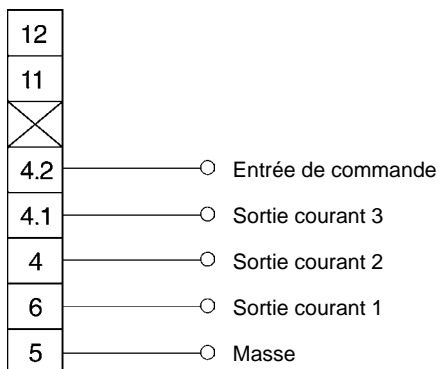 12
11
4.2 Entrée de commande
4.1 Sortie courant 3
4 Sortie courant 2
6 Sortie courant 1
5 Masse